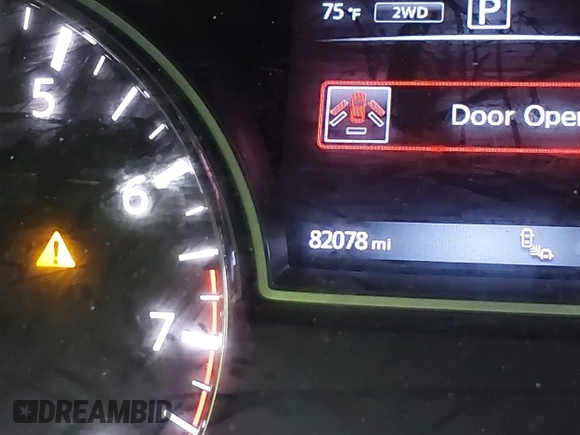 75 °F 2WD P
5
Door Open
6
82078 mi
7
DREAMBID